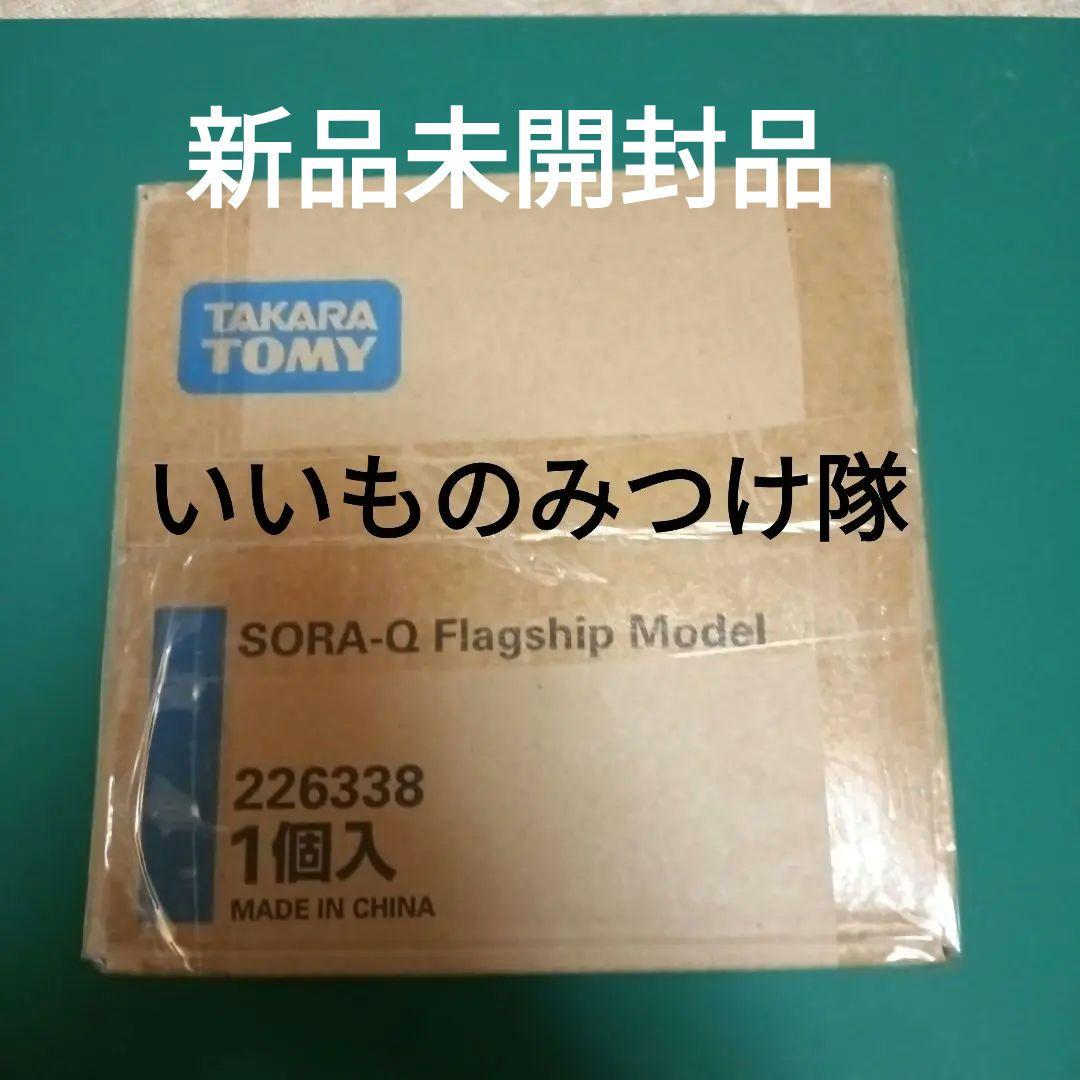 新品未開封品
TAKARA
TOMY
いいものみつけ隊
SORA-Q Flagship Model
226338
1個入
MADE IN CHINA